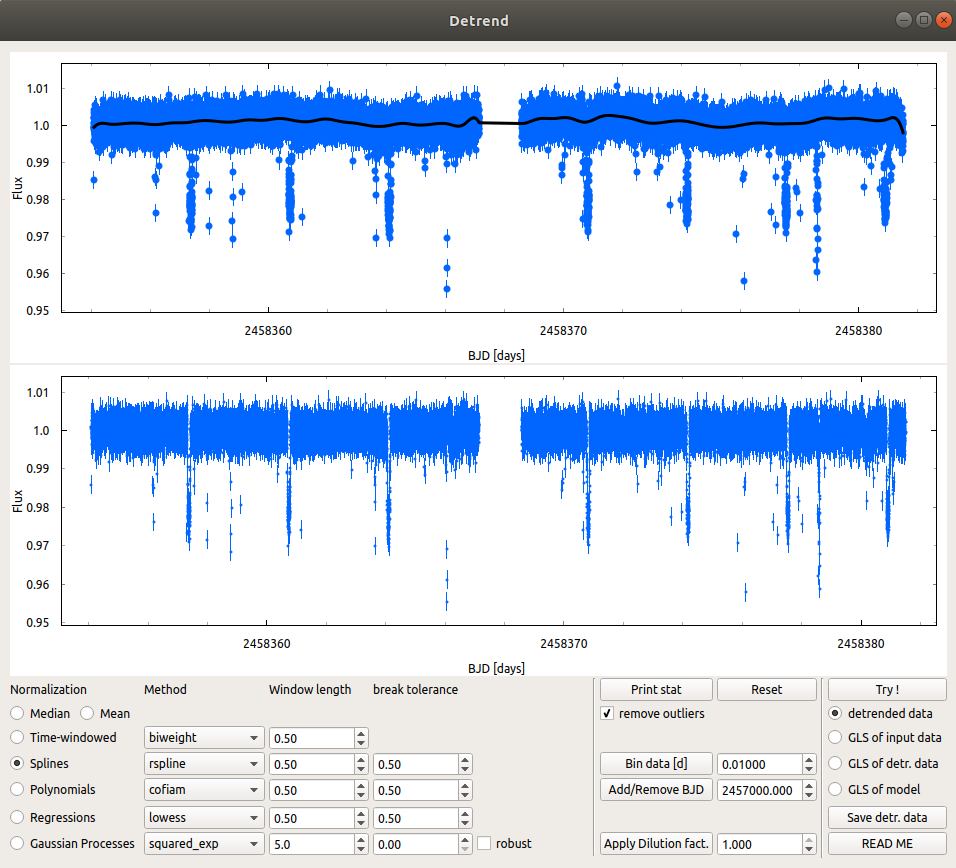 Detrend
1.01
1.0
0.99
0.98
0.97
0.96
0.95
Flux
2458360 2458370 2458380
BJD [days]
1.01
1.0
0.99
0.98
0.97
0.96
0.95
Flux
2458360 2458370 2458380
BJD [days]
Normalization Method Window length break tolerance Print stat Reset Try !
Median Mean remove outliers detrended data
Time-windowed biweight 0.50 GLS of input data
Splines rspline 0.50 0.50 Bin data [d] 0.01000 GLS of detr. data
Polynomials cofiam 0.50 0.50 Add/Remove BJD 2457000.000 GLS of model
Regressions lowess 0.50 0.50 Save detr. data
Gaussian Processes squared_exp 5.0 0.00 robust Apply Dilution fact. 1.000 READ ME